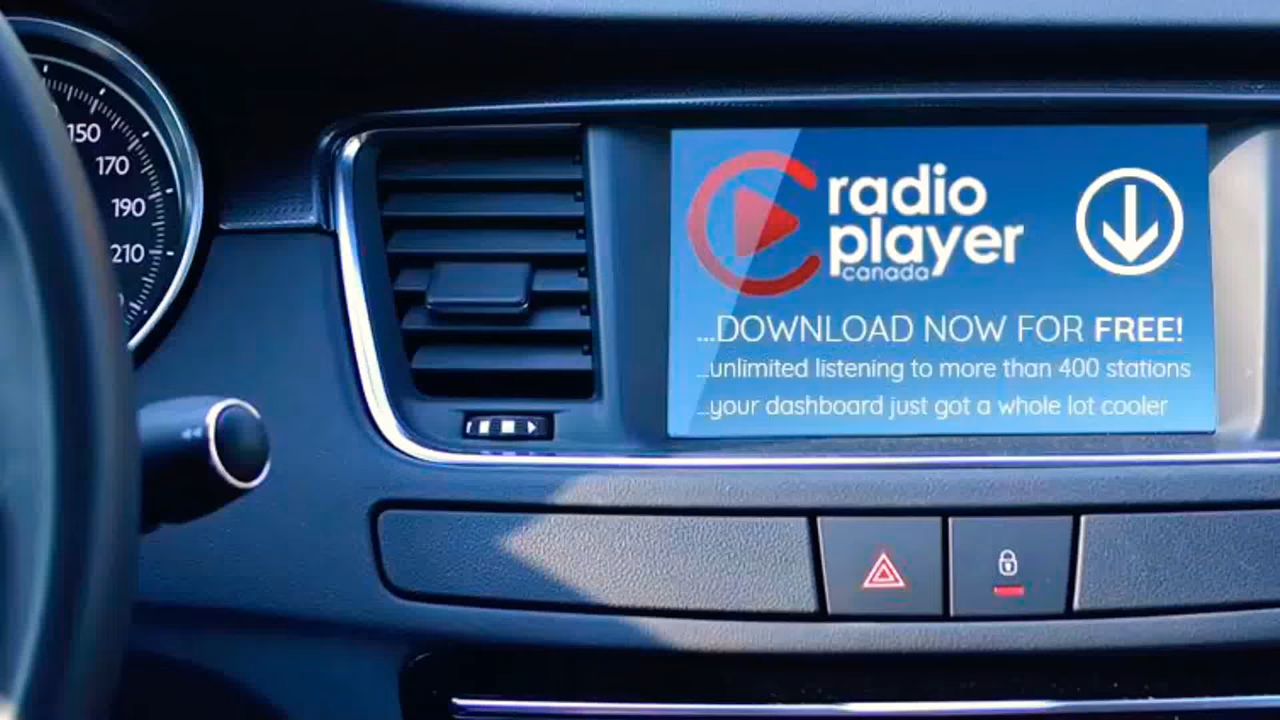 150
170
190
210
radio
player
canada
...DOWNLOAD NOW FOR FREE!
...unlimited listening to more than 400 stations
...your dashboard just got a whole lot cooler